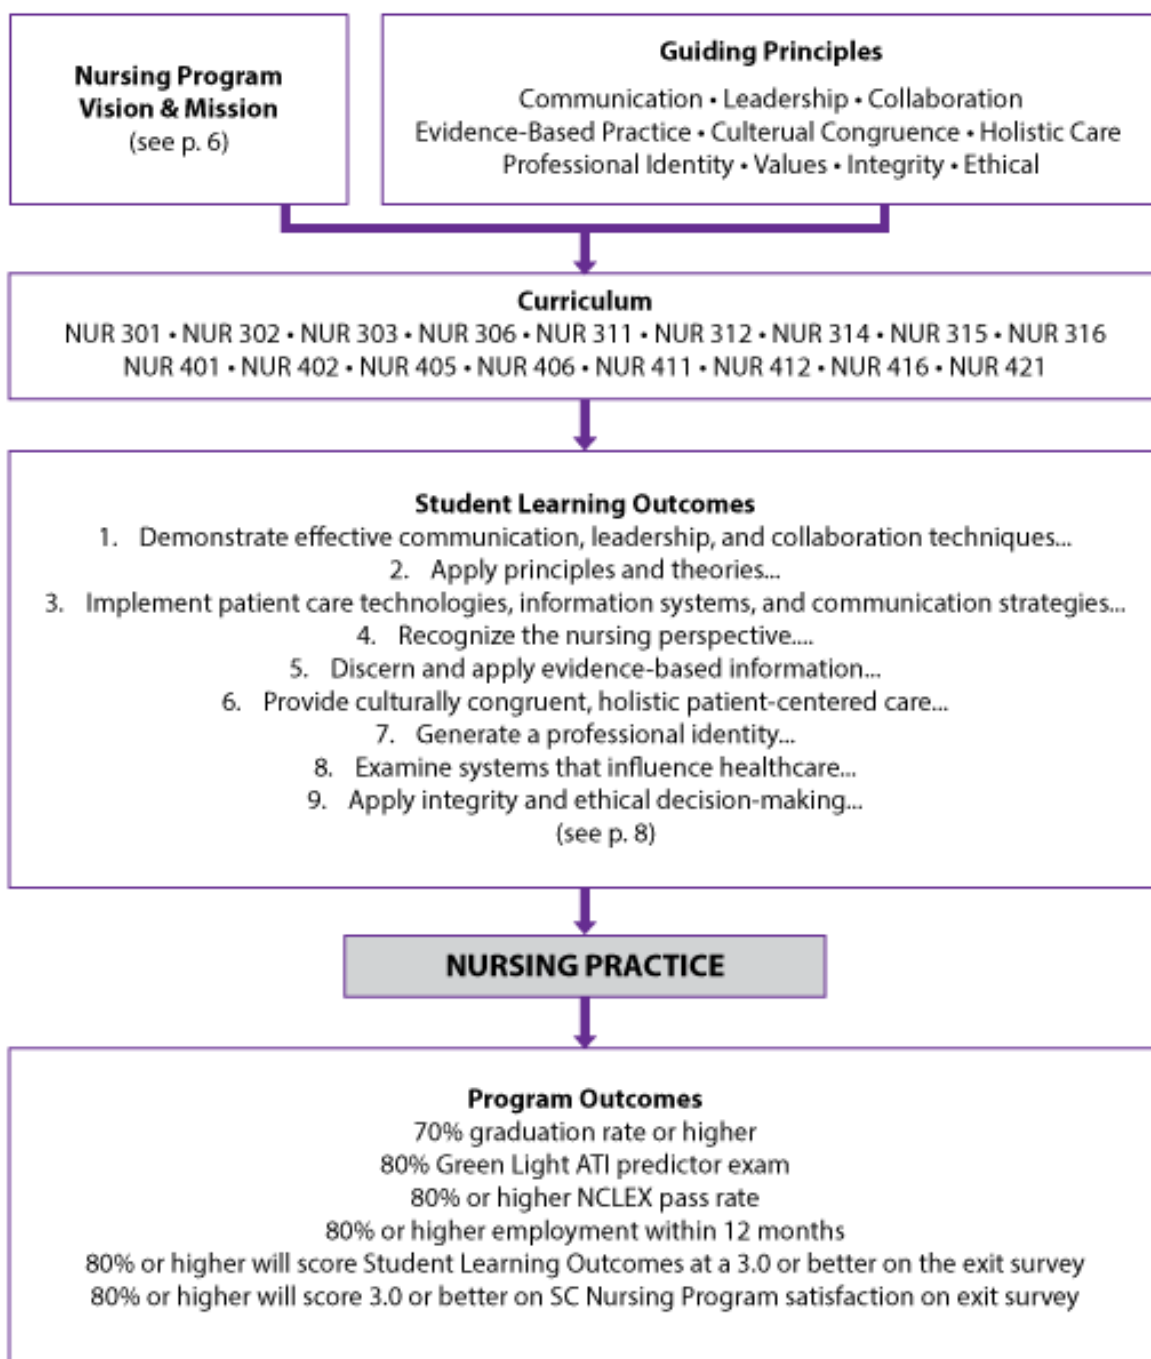 Nursing Program
Vision & Mission
(see p. 6)
Guiding Principles
Communication • Leadership • Collaboration
Evidence-Based Practice • Culterual Congruence • Holistic Care
Professional Identity • Values • Integrity • Ethical
Curriculum
NUR 301 • NUR 302 • NUR 303 • NUR 306 • NUR 311 • NUR 312 • NUR 314 • NUR 315 • NUR 316
NUR 401 • NUR 402 • NUR 405 • NUR 406 • NUR 411 • NUR 412 • NUR 416 • NUR 421
Student Learning Outcomes
1. Demonstrate effective communication, leadership, and collaboration techniques...
2. Apply principles and theories...
3. Implement patient care technologies, information systems, and communication strategies...
4. Recognize the nursing perspective....
5. Discern and apply evidence-based information...
6. Provide culturally congruent, holistic patient-centered care...
7. Generate a professional identity...
8. Examine systems that influence healthcare...
9. Apply integrity and ethical decision-making...
(see p. 8)
NURSING PRACTICE
Program Outcomes
70% graduation rate or higher
80% Green Light ATI predictor exam
80% or higher NCLEX pass rate
80% or higher employment within 12 months
80% or higher will score Student Learning Outcomes at a 3.0 or better on the exit survey
80% or higher will score 3.0 or better on SC Nursing Program satisfaction on exit survey